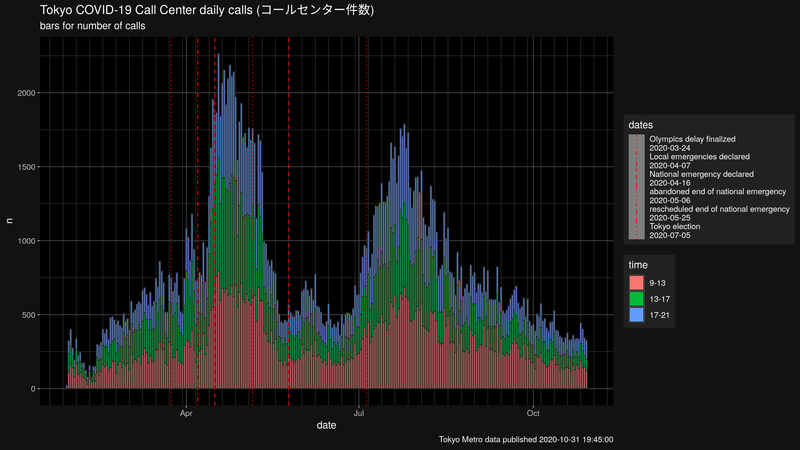 Tokyo COVID-19 Call Center daily calls (コールセンター件数)
bars for number of calls
2000
1500
1000
500
0
n
Apr
Jul
Oct
date
dates
Olympics delay finalized
2020-03-24
Local emergencies declared
2020-04-07
National emergency declared
2020-04-16
abandoned end of national emergency
2020-05-06
rescheduled end of national emergency
2020-05-25
Tokyo election
2020-07-05
time
9-13
13-17
17-21
Tokyo Metro data published 2020-10-31 19:45:00